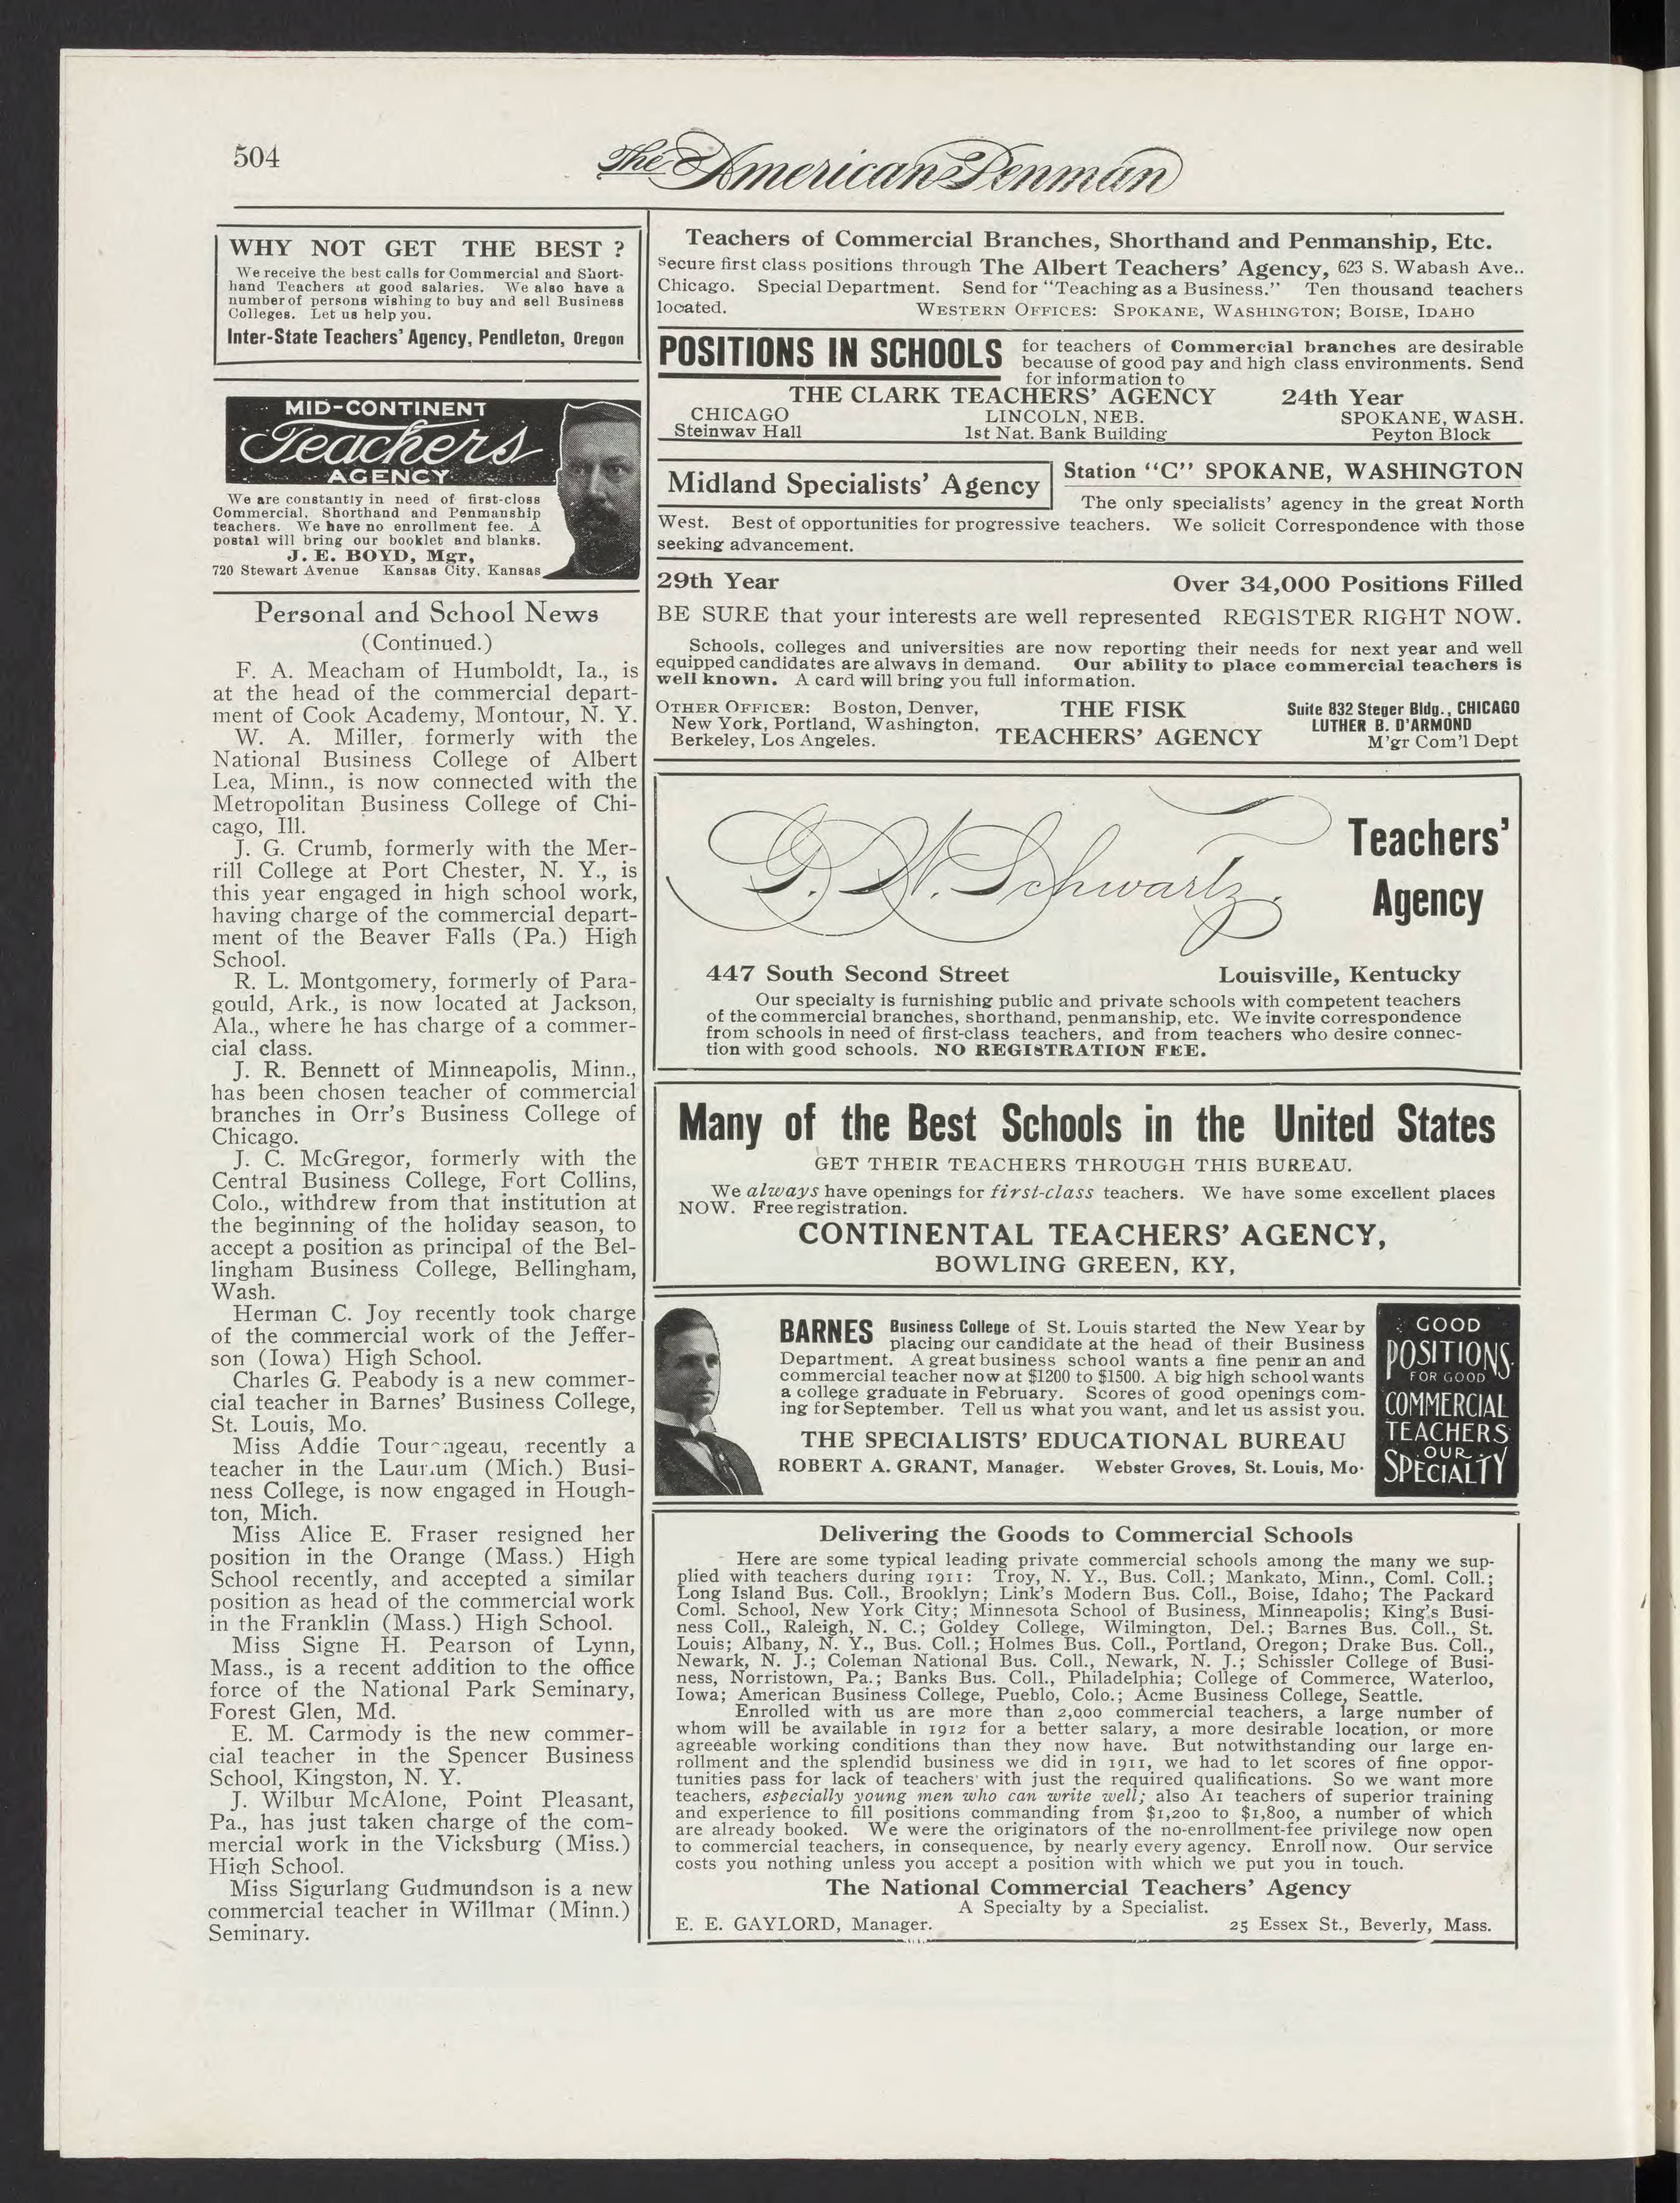 504
The American Penman
WHY NOT GET THE BEST ?
We receive the best calls for Commercial and Short-
hand Teachers at good salaries. We also have a
number of persons wishing to buy and sell Business
Colleges. Let us help you.
Inter-State Teachers' Agency, Pendleton, Oregon
MID-CONTINENT
Teachers
AGENCY
We are constantly in need of first-closs
Commercial, Shorthand and Penmanship
teachers. We have no enrollment fee. A
postal will bring our booklet and blanks.
J. E. BOYD, Mgr,
720 Stewart Avenue Kansas City, Kansas
Personal and School News
(Continued.)
F. A. Meacham of Humboldt, Ia., is
at the head of the commercial depart-
ment of Cook Academy, Montour, N. Y.
W. A. Miller, formerly with the
National Business College of Albert
Lea, Minn., is now connected with the
Metropolitan Business College of Chi-
cago, Ill.
J. G. Crumb, formerly with the Mer-
rill College at Port Chester, N. Y., is
this year engaged in high school work,
having charge of the commercial depart-
ment of the Beaver Falls (Pa.) High
School.
R. L. Montgomery, formerly of Para-
gould, Ark., is now located at Jackson,
Ala., where he has charge of a commer-
cial class.
J. R. Bennett of Minneapolis, Minn.,
has been chosen teacher of commercial
branches in Orr's Business College of
Chicago.
J. C. McGregor, formerly with the
Central Business College, Fort Collins,
Colo., withdrew from that institution at
the beginning of the holiday season, to
accept a position as principal of the Bel-
lingham Business College, Bellingham,
Wash.
Herman C. Joy recently took charge
of the commercial work of the Jeffer-
son (Iowa) High School.
Charles G. Peabody is a new commer-
cial teacher in Barnes' Business College,
St. Louis, Mo.
Miss Addie recently a
teacher in the (Mich.) Busi-
ness College, is now engaged in Hough-
ton, Mich.
Miss Alice E. Fraser resigned her
position in the Orange (Mass.) High
School recently, and accepted a similar
position as head of the commercial work
in the Franklin (Mass.) High School.
Miss Signe H. Pearson of Lynn,
Mass., is a recent addition to the office
force of the National Park Seminary,
Forest Glen, Md.
E. M. Carmody is the new commer-
cial teacher in the Spencer Business
School, Kingston, N. Y.
J. Wilbur McAlone, Point Pleasant,
Pa., has just taken charge of the com-
mercial work in the Vicksburg (Miss.)
High School.
Miss Sigurlang Gudmundson is a new
commercial teacher in Willmar (Minn.)
Seminary.
Teachers of Commercial Branches, Shorthand and Penmanship, Etc.
Secure first class positions through The Albert Teachers' Agency, 623 S. Wabash Ave..
Chicago. Special Department. Send for "Teaching as a Business." Ten thousand teachers
located. WESTERN OFFICES: SPOKANE, WASHINGTON; BOISE, IDAHO
POSITIONS IN SCHOOLS for teachers of Commercial branches are desirable
because of good pay and high class environments. Send
for information to
THE CLARK TEACHERS' AGENCY 24th Year
CHICAGO LINCOLN, NEB. SPOKANE, WASH.
Steinway Hall 1st Nat. Bank Building Peyton Block
Midland Specialists' Agency Station "C" SPOKANE, WASHINGTON
The only specialists' agency in the great North
West. Best of opportunities for progressive teachers. We solicit Correspondence with those
seeking advancement.
29th Year Over 34,000 Positions Filled
BE SURE that your interests are well represented REGISTER RIGHT NOW.
Schools, colleges and universities are now reporting their needs for next year and well
equipped candidates are always in demand. Our ability to place commercial teachers is
well known. A card will bring you full information.
OTHER OFFICER: Boston, Denver, THE FISK Suite 832 Steger Bldg., CHICAGO
New York, Portland, Washington, TEACHERS' AGENCY LUTHER B. D'ARMOND
Berkeley, Los Angeles. M'gr Com'l Dept
G. W. Schwartz. Teachers'
Agency
447 South Second Street Louisville, Kentucky
Our specialty is furnishing public and private schools with competent teachers
of the commercial branches, shorthand, penmanship, etc. We invite correspondence
from schools in need of first-class teachers, and from teachers who desire connec-
tion with good schools. NO REGISTRATION FEE.
Many of the Best Schools in the United States
GET THEIR TEACHERS THROUGH THIS BUREAU.
We always have openings for first-class teachers. We have some excellent places
NOW. Free registration.
CONTINENTAL TEACHERS' AGENCY,
BOWLING GREEN, KY,
BARNES Business College of St. Louis started the New Year by
placing our candidate at the head of their Business
Department. A great business school wants a fine penman and
commercial teacher now at $1200 to $1500. A big high school wants
a college graduate in February. Scores of good openings com-
ing for September. Tell us what you want, and let us assist you.
THE SPECIALISTS' EDUCATIONAL BUREAU
ROBERT A. GRANT, Manager. Webster Groves, St. Louis, Mo.
GOOD
POSITIONS
FOR GOOD
COMMERCIAL
TEACHERS
OUR
SPECIALTY
Delivering the Goods to Commercial Schools
Here are some typical leading private commercial schools among the many we sup-
plied with teachers during 1911: Troy, N. Y., Bus. Coll.; Mankato, Minn., Coml. Coll.;
Long Island Bus. Coll., Brooklyn; Link's Modern Bus. Coll., Boise, Idaho; The Packard
Coml. School, New York City; Minnesota School of Business, Minneapolis; King's Busi-
ness Coll., Raleigh, N. C.; Goldey College, Wilmington, Del.; Barnes Bus. Coll., St.
Louis; Albany, N. Y., Bus. Coll.; Holmes Bus. Coll., Portland, Oregon; Drake Bus. Coll.,
Newark, N. J.; Coleman National Bus. Coll., Newark, N. J.; Schissler College of Busi-
ness, Norristown, Pa.; Banks Bus. Coll., Philadelphia; College of Commerce, Waterloo,
Iowa; American Business College, Pueblo, Colo.; Acme Business College, Seattle.
Enrolled with us are more than 2,000 commercial teachers, a large number of
whom will be available in 1912 for a better salary, a more desirable location, or more
agreeable working conditions than they now have. But notwithstanding our large en-
rollment and the splendid business we did in 1911, we had to let scores of fine oppor-
tunities pass for lack of teachers with just the required qualifications. So we want more
teachers, especially young men who can write well; also A1 teachers of superior training
and experience to fill positions commanding from $1,200 to $1,800, a number of which
are already booked. We were the originators of the no-enrollment-fee privilege now open
to commercial teachers, in consequence, by nearly every agency. Enroll now. Our service
costs you nothing unless you accept a position with which we put you in touch.
The National Commercial Teachers' Agency
A Specialty by a Specialist.
E. E. GAYLORD, Manager. 25 Essex St., Beverly, Mass.